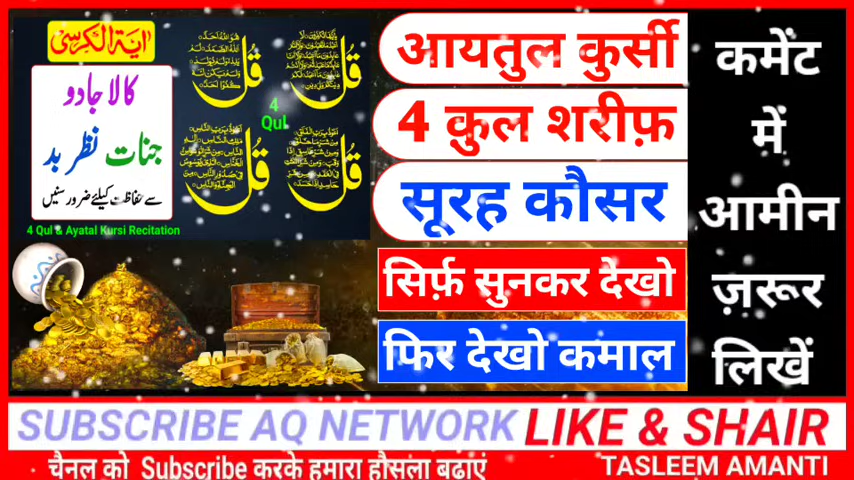 اٰیة الکرسی
کالا جادو
جنات نظر بد
سے حفاظت کیلئے ضرور سنیں
4
Qul
قُل
قُل
قُل
قُل
4 Qul & Ayatal Kursi Recitation
आयतुल कुर्सी
4 कुल शरीफ़
सूरह कौसर
सिर्फ़ सुनकर देखो
फिर देखो कमाल
कमेंट
में
आमीन
ज़रूर
लिखें
SUBSCRIBE AQ NETWORK LIKE & SHAIR
चैनल को Subscribe करके हमारा हौसला बढाएं
TASLEEM AMANTI